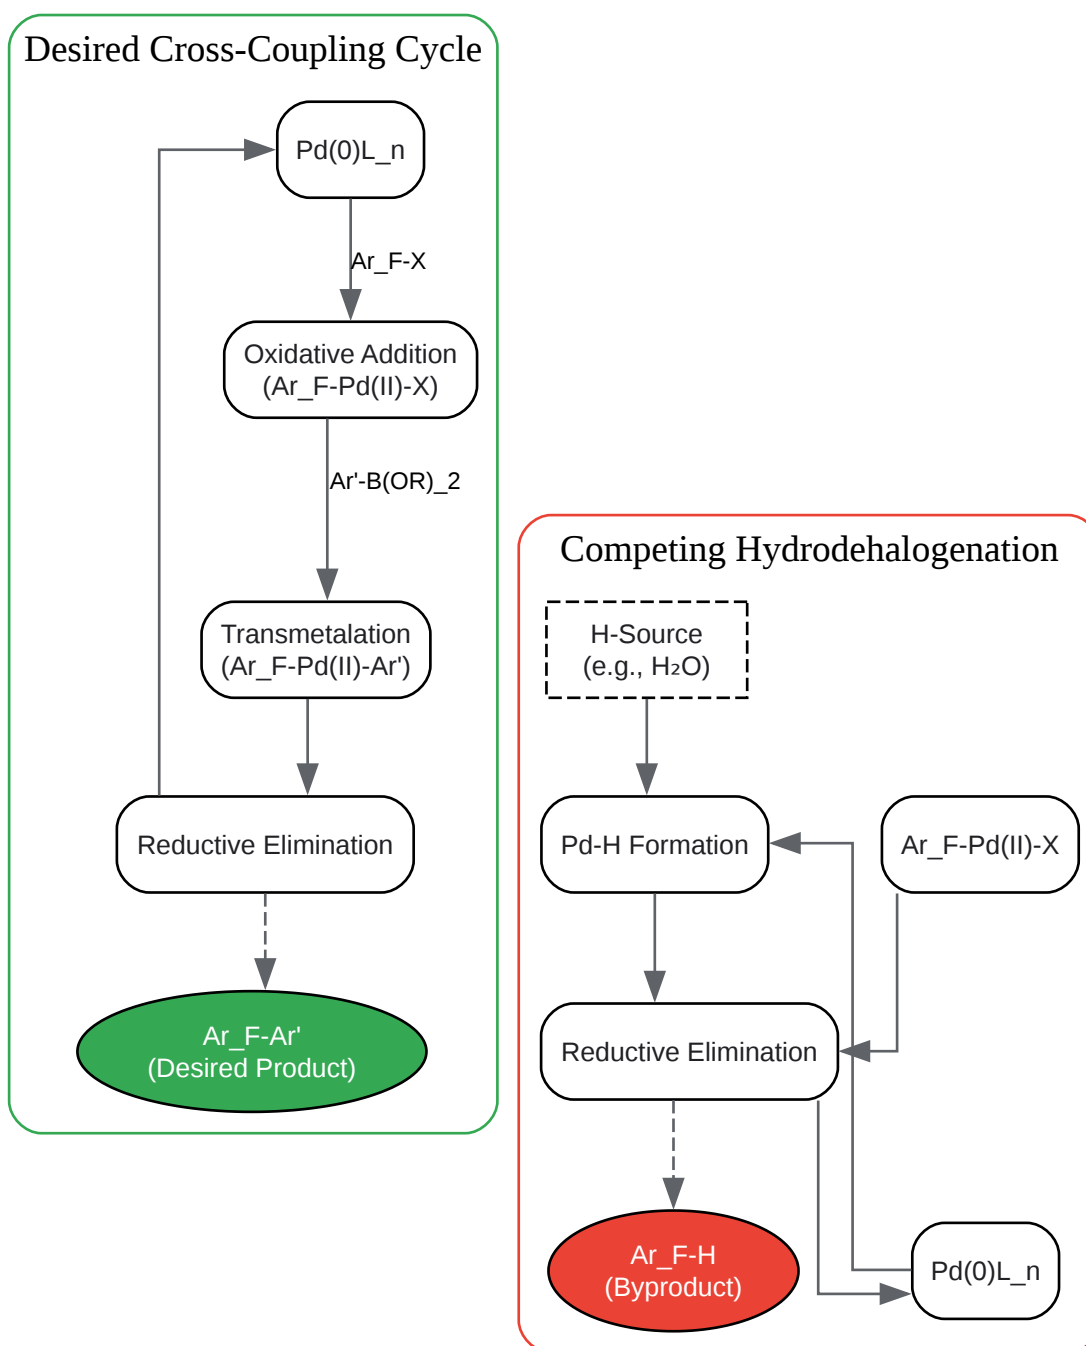 Desired Cross-Coupling Cycle
Pd(0)L_n
Ar_F-X
Oxidative Addition
(Ar_F-Pd(II)-X)
Ar'-B(OR)_2
Transmetalation
(Ar_F-Pd(II)-Ar')
Reductive Elimination
Ar_F-Ar'
(Desired Product)
Competing Hydrodehalogenation
H-Source
(e.g., H₂O)
Pd-H Formation
Ar_F-Pd(II)-X
Reductive Elimination
Ar_F-H
(Byproduct)
Pd(0)L_n